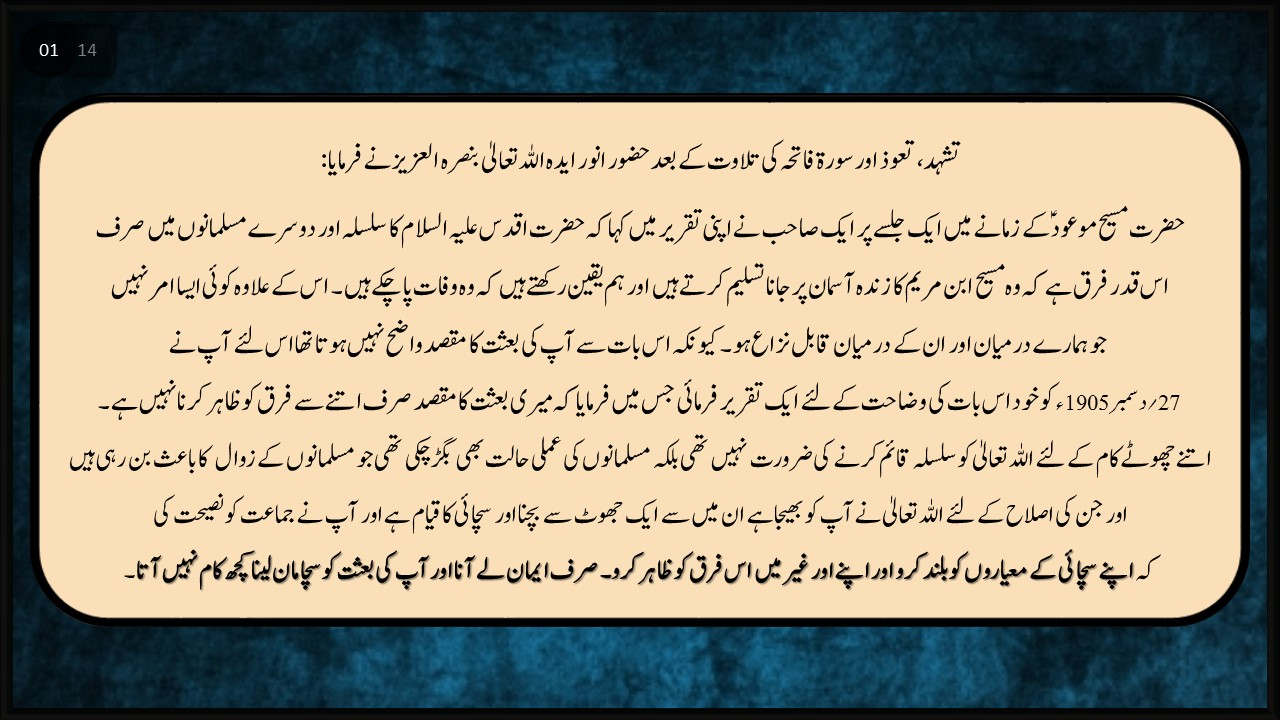 01 14
تشہد، تعوذ اور سورۃ فاتحہ کی تلاوت کے بعد حضور انور ایدہ اللہ تعالیٰ بنصرہ العزیز نے فرمایا:
حضرت مسیح موعودؑ کے زمانے میں ایک جلسے پر ایک صاحب نے اپنی تقریر میں کہا کہ حضرت اقدس علیہ السلام کا سلسلہ اور دوسرے مسلمانوں میں صرف
اس قدر فرق ہے کہ وہ مسیح ابن مریم کا زندہ آسمان پر جانا تسلیم کرتے ہیں اور ہم یقین رکھتے ہیں کہ وہ وفات پا چکے ہیں۔ اس کے علاوہ کوئی ایسا امر نہیں
جو ہمارے درمیان اور ان کے درمیان قابل نزاع ہو۔ کیونکہ اس بات سے آپ کی بعثت کا مقصد واضح نہیں ہوتا تھا اس لئے آپ نے
27؍دسمبر 1905ء کو خود اس بات کی وضاحت کے لئے ایک تقریر فرمائی جس میں فرمایا کہ میری بعثت کا مقصد صرف اتنے سے فرق کو ظاہر کرنا نہیں ہے۔
اتنے چھوٹے کام کے لئے اللہ تعالیٰ کو سلسلہ قائم کرنے کی ضرورت نہیں تھی بلکہ مسلمانوں کی عملی حالت بھی بگڑ چکی تھی جو مسلمانوں کے زوال کا باعث بن رہی ہیں
اور جن کی اصلاح کے لئے اللہ تعالیٰ نے آپ کو بھیجا ہے ان میں سے ایک جھوٹ سے بچنا اور سچائی کا قیام ہے اور آپ نے جماعت کو نصیحت کی
کہ اپنے سچائی کے معیاروں کو بلند کرو اور اپنے اور غیر میں اس فرق کو ظاہر کرو۔ صرف ایمان لے آنا اور آپ کی بعثت کو سچا مان لینا کچھ کام نہیں آتا۔